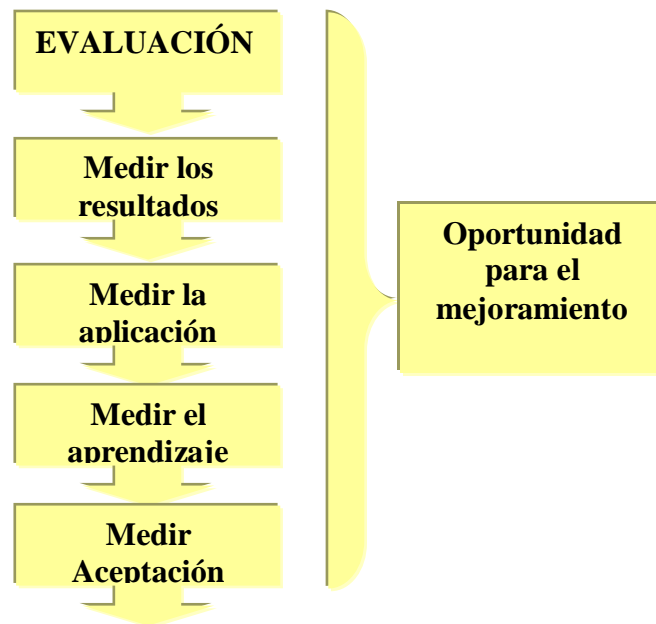 EVALUACIÓN
Medir los
resultados
Medir la
aplicación
Medir el
aprendizaje
Medir
Aceptación
Oportunidad
para el
mejoramiento